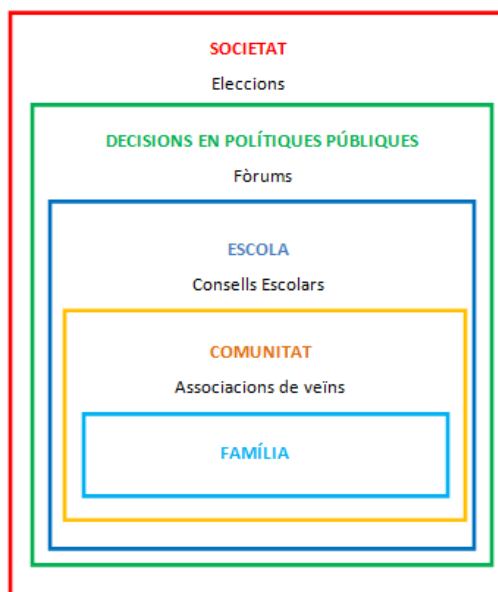 SOCIETAT
Eleccions
DECISIONS EN POLÍTIQUES PÚBLIQUES
Fòrums
ESCOLA
Consells Escolars
COMUNITAT
Associacions de veïns
FAMÍLIA